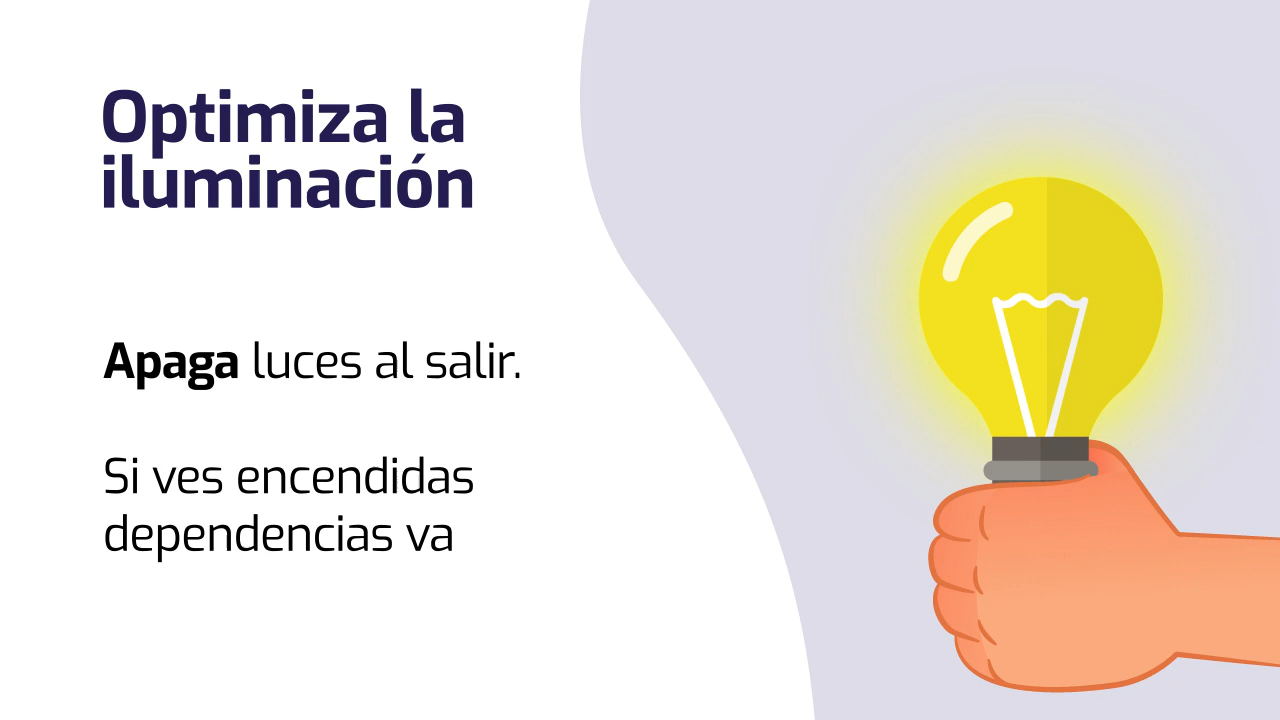 Optimiza la
iluminación
Apaga luces al salir.
Si ves encendidas
dependencias va